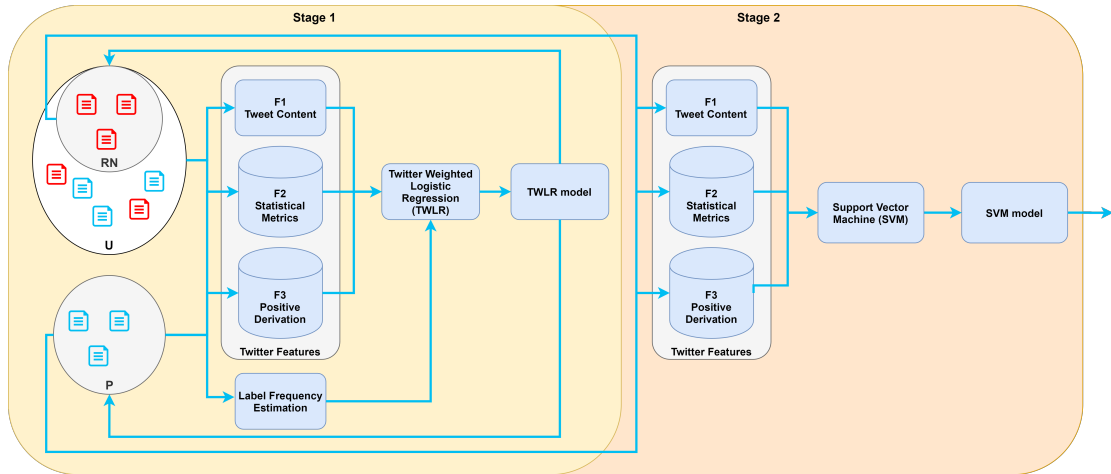 Stage 1
Stage 2
RN
U
P
F1
Tweet Content
F2
Statistical
Metrics
F3
Positive
Derivation
Twitter Features
Label Frequency
Estimation
Twitter Weighted
Logistic
Regression
(TWLR)
TWLR model
F1
Tweet Content
F2
Statistical
Metrics
F3
Positive
Derivation
Twitter Features
Support Vector
Machine (SVM)
SVM model